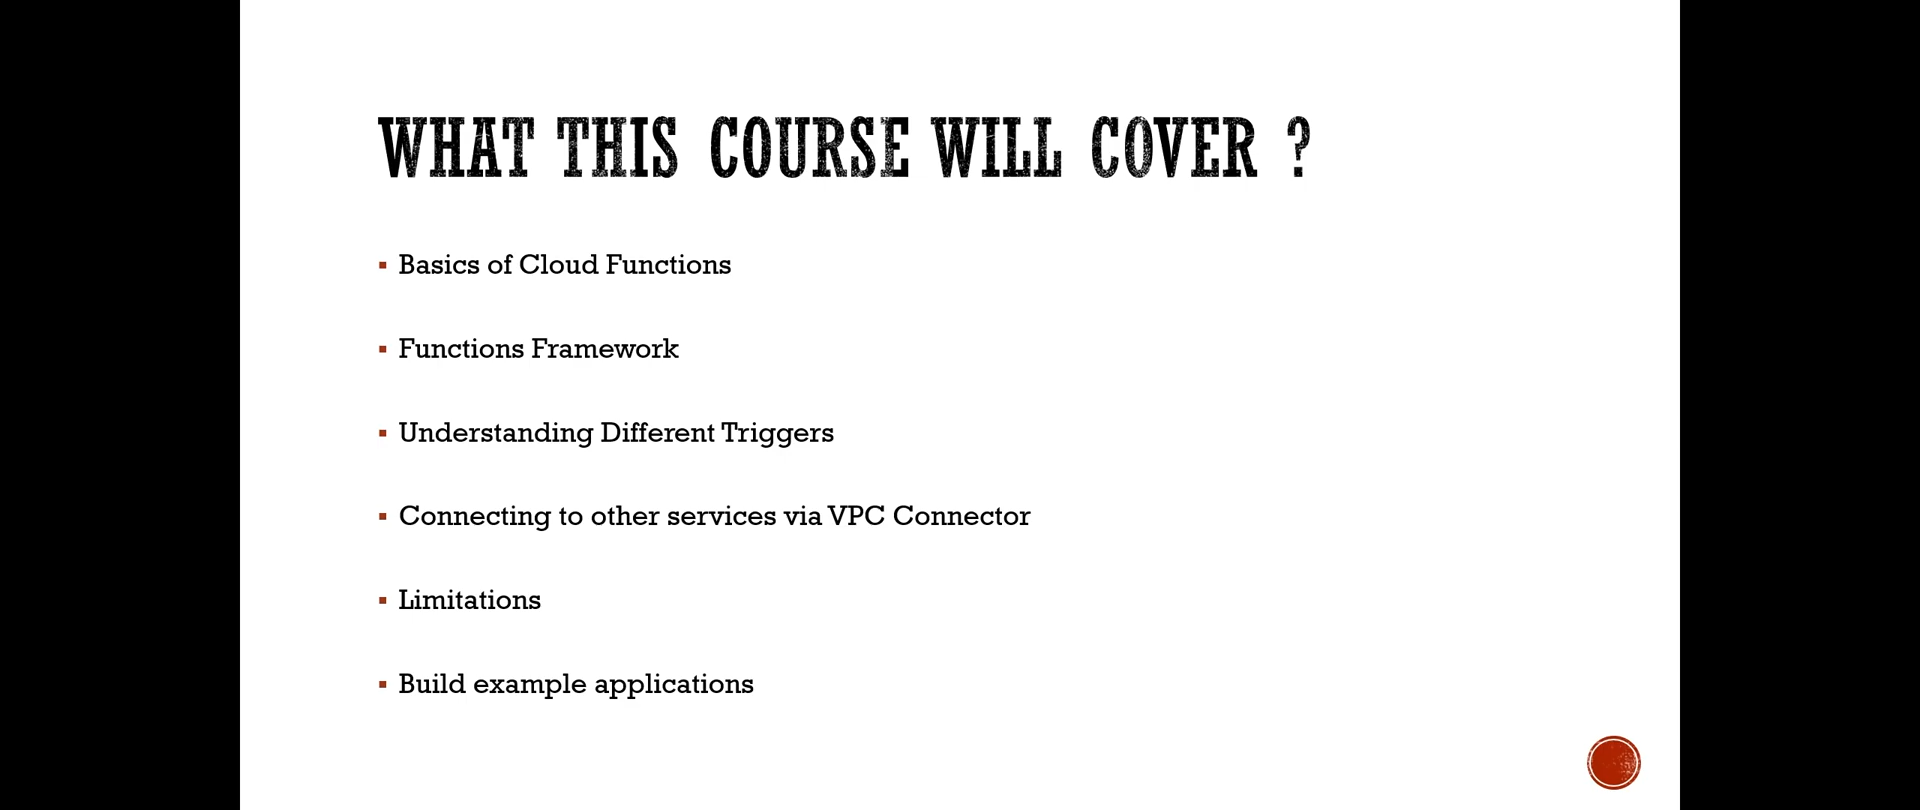 WHAT THIS COURSE WILL COVER ?
Basics of Cloud Functions
Functions Framework
Understanding Different Triggers
Connecting to other services via VPC Connector
Limitations
Build example applications